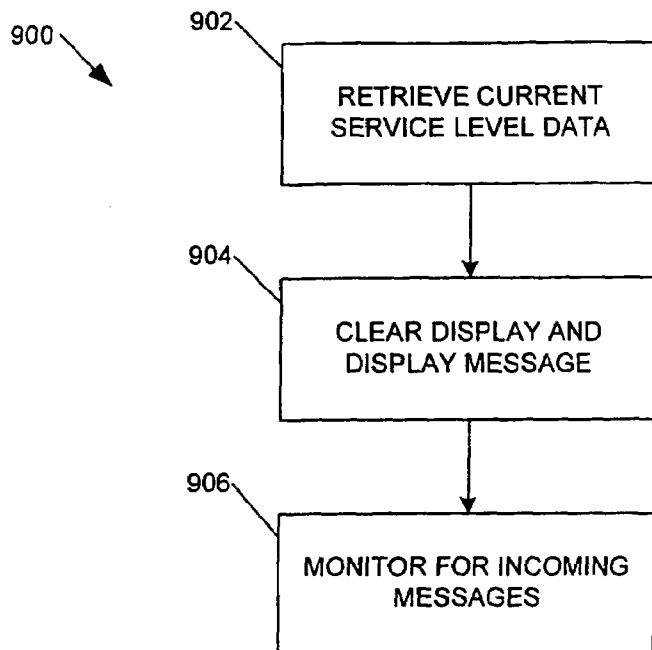 900
902
RETRIEVE CURRENT
SERVICE LEVEL DATA
904
CLEAR DISPLAY AND
DISPLAY MESSAGE
906
MONITOR FOR INCOMING
MESSAGES